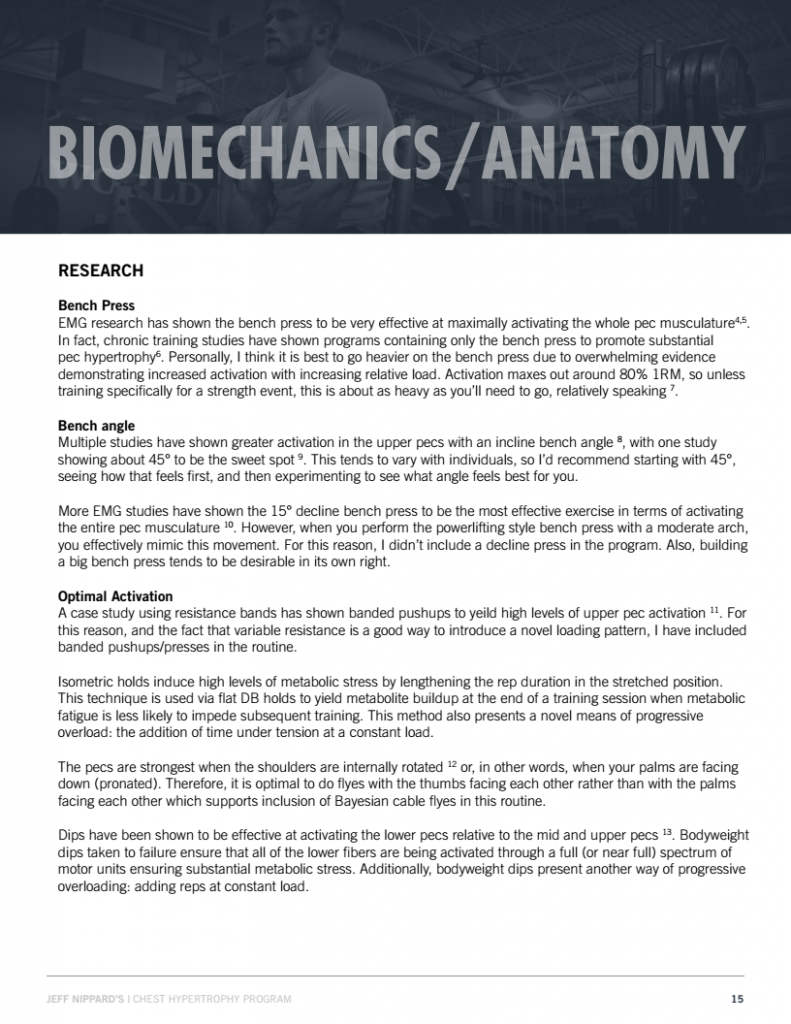 BIOMECHANICS/ANATOMY
WORLD
RESEARCH
Bench Press
EMG research has shown the bench press to be very effective at maximally activating the whole pec musculature4,5.
In fact, chronic training studies have shown programs containing only the bench press to promote substantial
pec hypertrophy6. Personally, I think it is best to go heavier on the bench press due to overwhelming evidence
demonstrating increased activation with increasing relative load. Activation maxes out around 80% 1RM, so unless
training specifically for a strength event, this is about as heavy as you'll need to go, relatively speaking 7.
Bench angle
Multiple studies have shown greater activation in the upper pecs with an incline bench angle 8, with one study
showing about 45° to be the sweet spot 9. This tends to vary with individuals, so I'd recommend starting with 45°,
seeing how that feels first, and then experimenting to see what angle feels best for you.
More EMG studies have shown the 15° decline bench press to be the most effective exercise in terms of activating
the entire pec musculature 10. However, when you perform the powerlifting style bench press with a moderate arch,
you effectively mimic this movement. For this reason, I didn't include a decline press in the program. Also, building
a big bench press tends to be desirable in its own right.
Optimal Activation
A case study using resistance bands has shown banded pushups to yeild high levels of upper pec activation 11. For
this reason, and the fact that variable resistance is a good way to introduce a novel loading pattern, I have included
banded pushups/presses in the routine.
Isometric holds induce high levels of metabolic stress by lengthening the rep duration in the stretched position.
This technique is used via flat DB holds to yield metabolite buildup at the end of a training session when metabolic
fatigue is less likely to impede subsequent training. This method also presents a novel means of progressive
overload: the addition of time under tension at a constant load.
The pecs are strongest when the shoulders are internally rotated 12 or, in other words, when your palms are facing
down (pronated). Therefore, it is optimal to do flyes with the thumbs facing each other rather than with the palms
facing each other which supports inclusion of Bayesian cable flyes in this routine.
Dips have been shown to be effective at activating the lower pecs relative to the mid and upper pecs 13. Bodyweight
dips taken to failure ensure that all of the lower fibers are being activated through a full (or near full) spectrum of
motor units ensuring substantial metabolic stress. Additionally, bodyweight dips present another way of progressive
overloading: adding reps at constant load.
JEFF NIPPARD'S | CHEST HYPERTROPHY PROGRAM
15